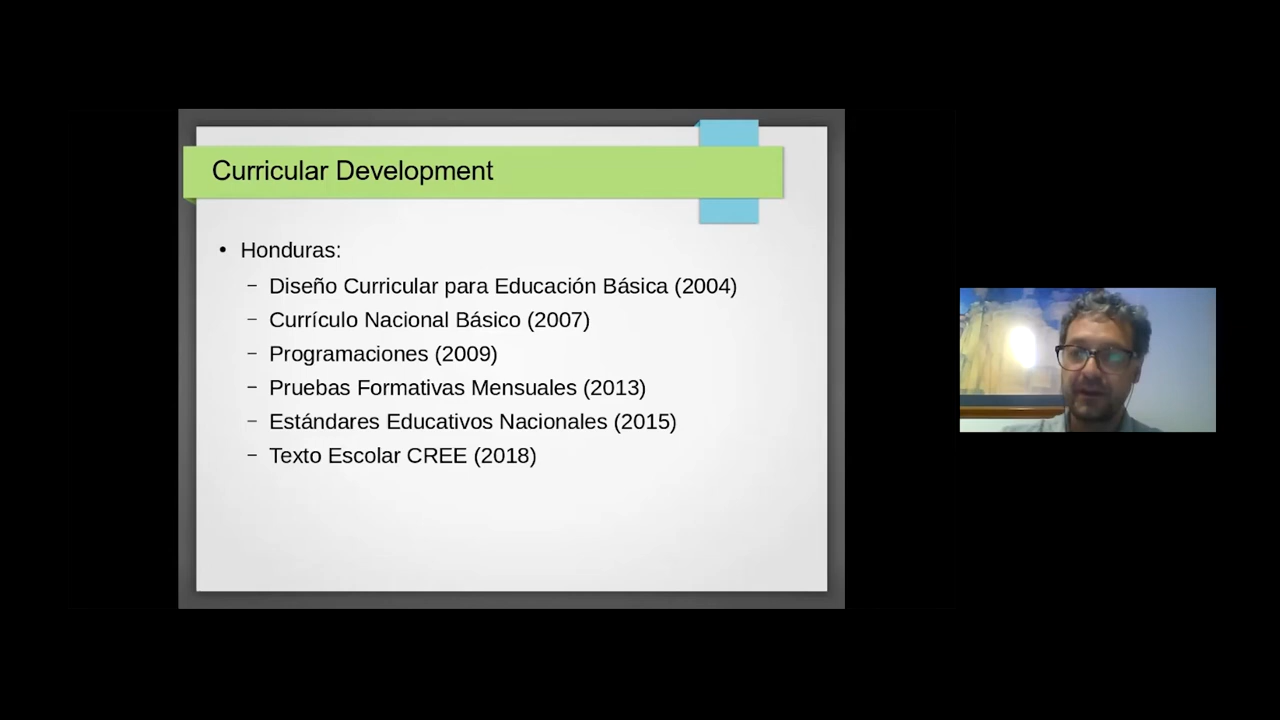 Curricular Development
• Honduras:
– Diseño Curricular para Educación Básica (2004)
– Currículo Nacional Básico (2007)
– Programaciones (2009)
– Pruebas Formativas Mensuales (2013)
– Estándares Educativos Nacionales (2015)
– Texto Escolar CREE (2018)